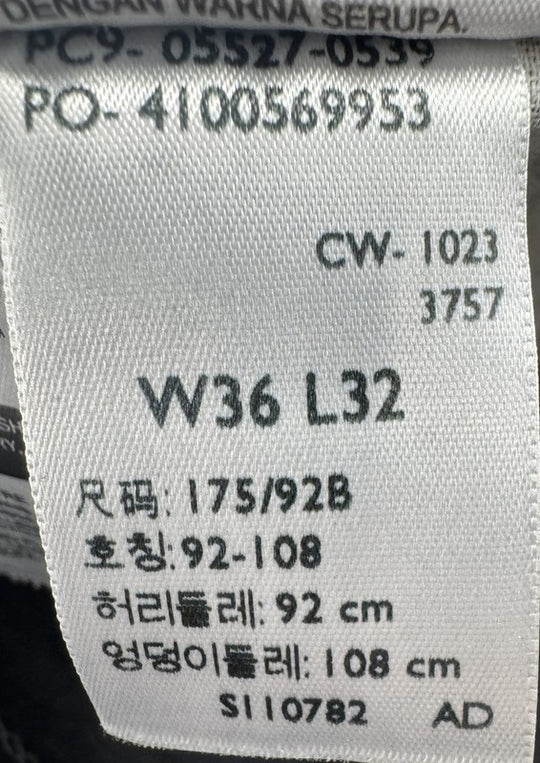 DENGAN WARNA SERUPA.
PC9- 05527-0539
PO- 4100569953
CW- 1023
3757
W36 L32
尺码: 175/92B
호칭: 92-108
허리둘레: 92 cm
엉덩이둘레: 108 cm
S110782 AD